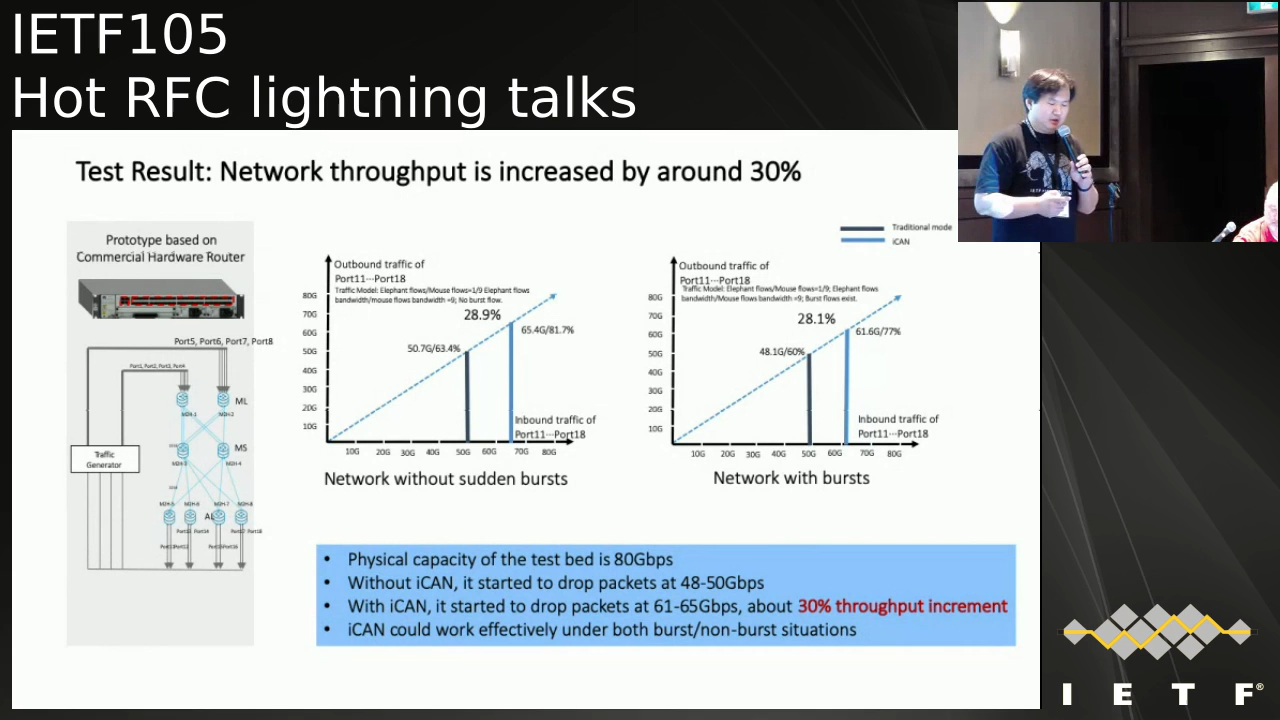 IETF105
Hot RFC lightning talks
Test Result: Network throughput is increased by around 30%
Prototype based on
Commercial Hardware Router
Port5, Port6, Port7, Port8
Port1, Port2, Port3, Port4
ML
MS
Traffic
Generator
Traditional mode
iCAN
Outbound traffic of
Port11···Port18
Traffic Model: Elephant flows/Mouse flows=1/9 Elephant flows
bandwidth/mouse flows bandwidth =9; No burst flow.
80G
70G
60G
50G
40G
30G
20G
10G
28.9%
50.7G/63.4%
65.4G/81.7%
Inbound traffic of
Port11···Port18
10G 20G 30G 40G 50G 60G 70G 80G
Network without sudden bursts
Outbound traffic of
Port11···Port18
Traffic Model: Elephant flows/Mouse flows=1/9; Elephant flows
bandwidth/Mouse flows bandwidth =9; Burst flows exist.
80G
70G
60G
50G
40G
30G
20G
10G
28.1%
48.1G/60%
61.6G/77%
Inbound traffic of
Port11···Port18
10G 20G 30G 40G 50G 60G 70G 80G
Network with bursts
• Physical capacity of the test bed is 80Gbps
• Without iCAN, it started to drop packets at 48-50Gbps
• With iCAN, it started to drop packets at 61-65Gbps, about 30% throughput increment
• iCAN could work effectively under both burst/non-burst situations
I E T F®